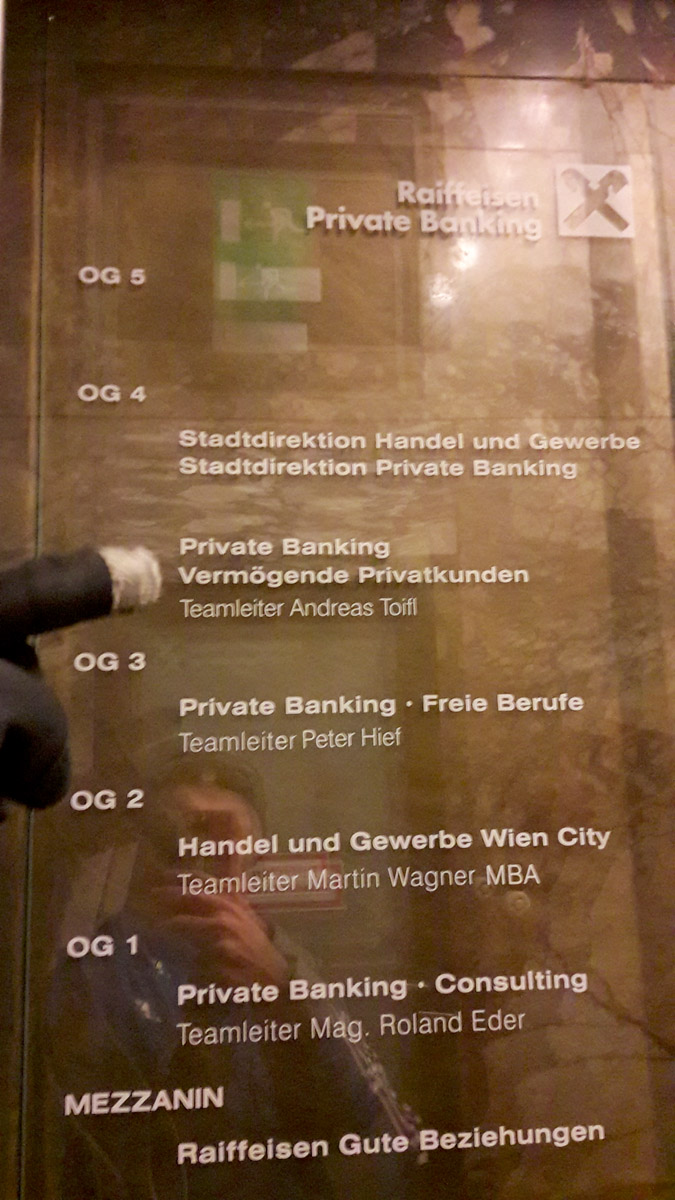 Raiffeisen
Private Banking
OG 5
OG 4
Stadtdirektion Handel und Gewerbe
Stadtdirektion Private Banking
Private Banking
Vermögende Privatkunden
Teamleiter Andreas Toifl
OG 3
Private Banking · Freie Berufe
Teamleiter Peter Hief
OG 2
Handel und Gewerbe Wien City
Teamleiter Martin Wagner MBA
OG 1
Private Banking · Consulting
Teamleiter Mag. Roland Eder
MEZZANIN
Raiffeisen Gute Beziehungen